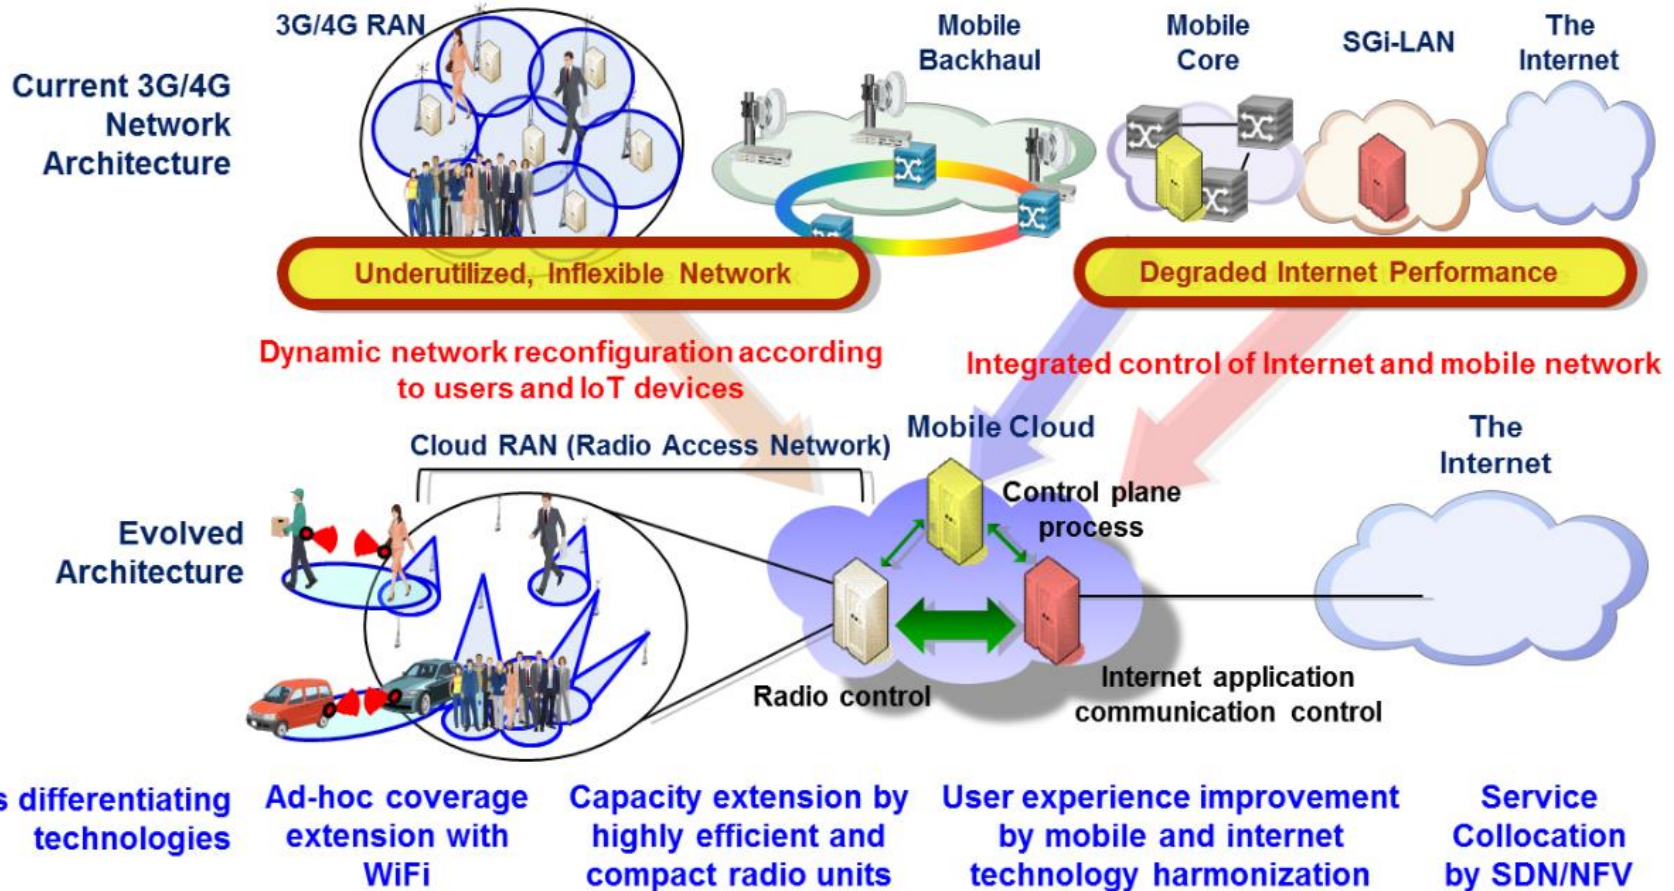 3G/4G RAN
Mobile
Backhaul
Mobile
Core
SGi-LAN
The
Internet
Current 3G/4G
Network
Architecture
Underutilized, Inflexible Network
Degraded Internet Performance
Dynamic network reconfiguration according
to users and IoT devices
Integrated control of Internet and mobile network
Cloud RAN (Radio Access Network)
Mobile Cloud
The
Internet
Control plane
process
Evolved
Architecture
Radio control
Internet application
communication control
s differentiating
technologies
Ad-hoc coverage
extension with
WiFi
Capacity extension by
highly efficient and
compact radio units
User experience improvement
by mobile and internet
technology harmonization
Service
Collocation
by SDN/NFV